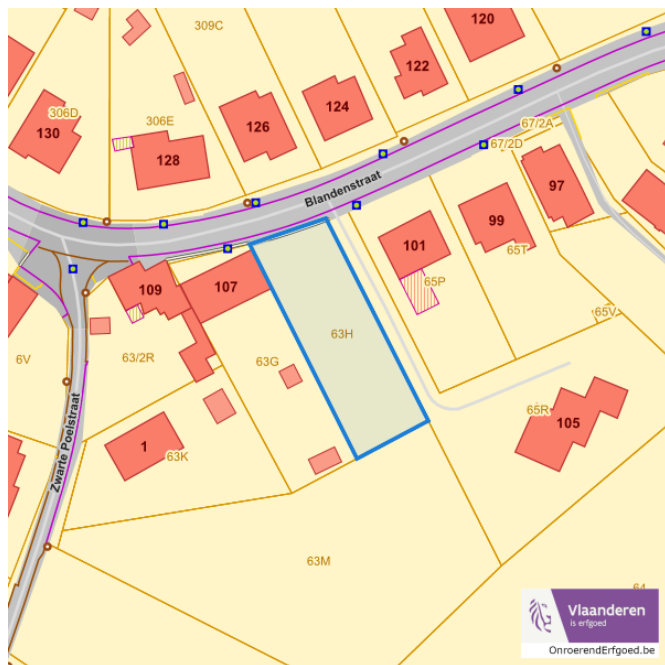 309C
120
122
306D
130
306E
128
126
124
67/2A
67/2D
Blandenstraat
97
99
65T
101
65P
65V
109
107
63H
6V
63/2R
63G
65R
105
1
63K
Zwarte Poelstraat
63M
64
Vlaanderen
is erfgoed
OnroerendErfgoed.be